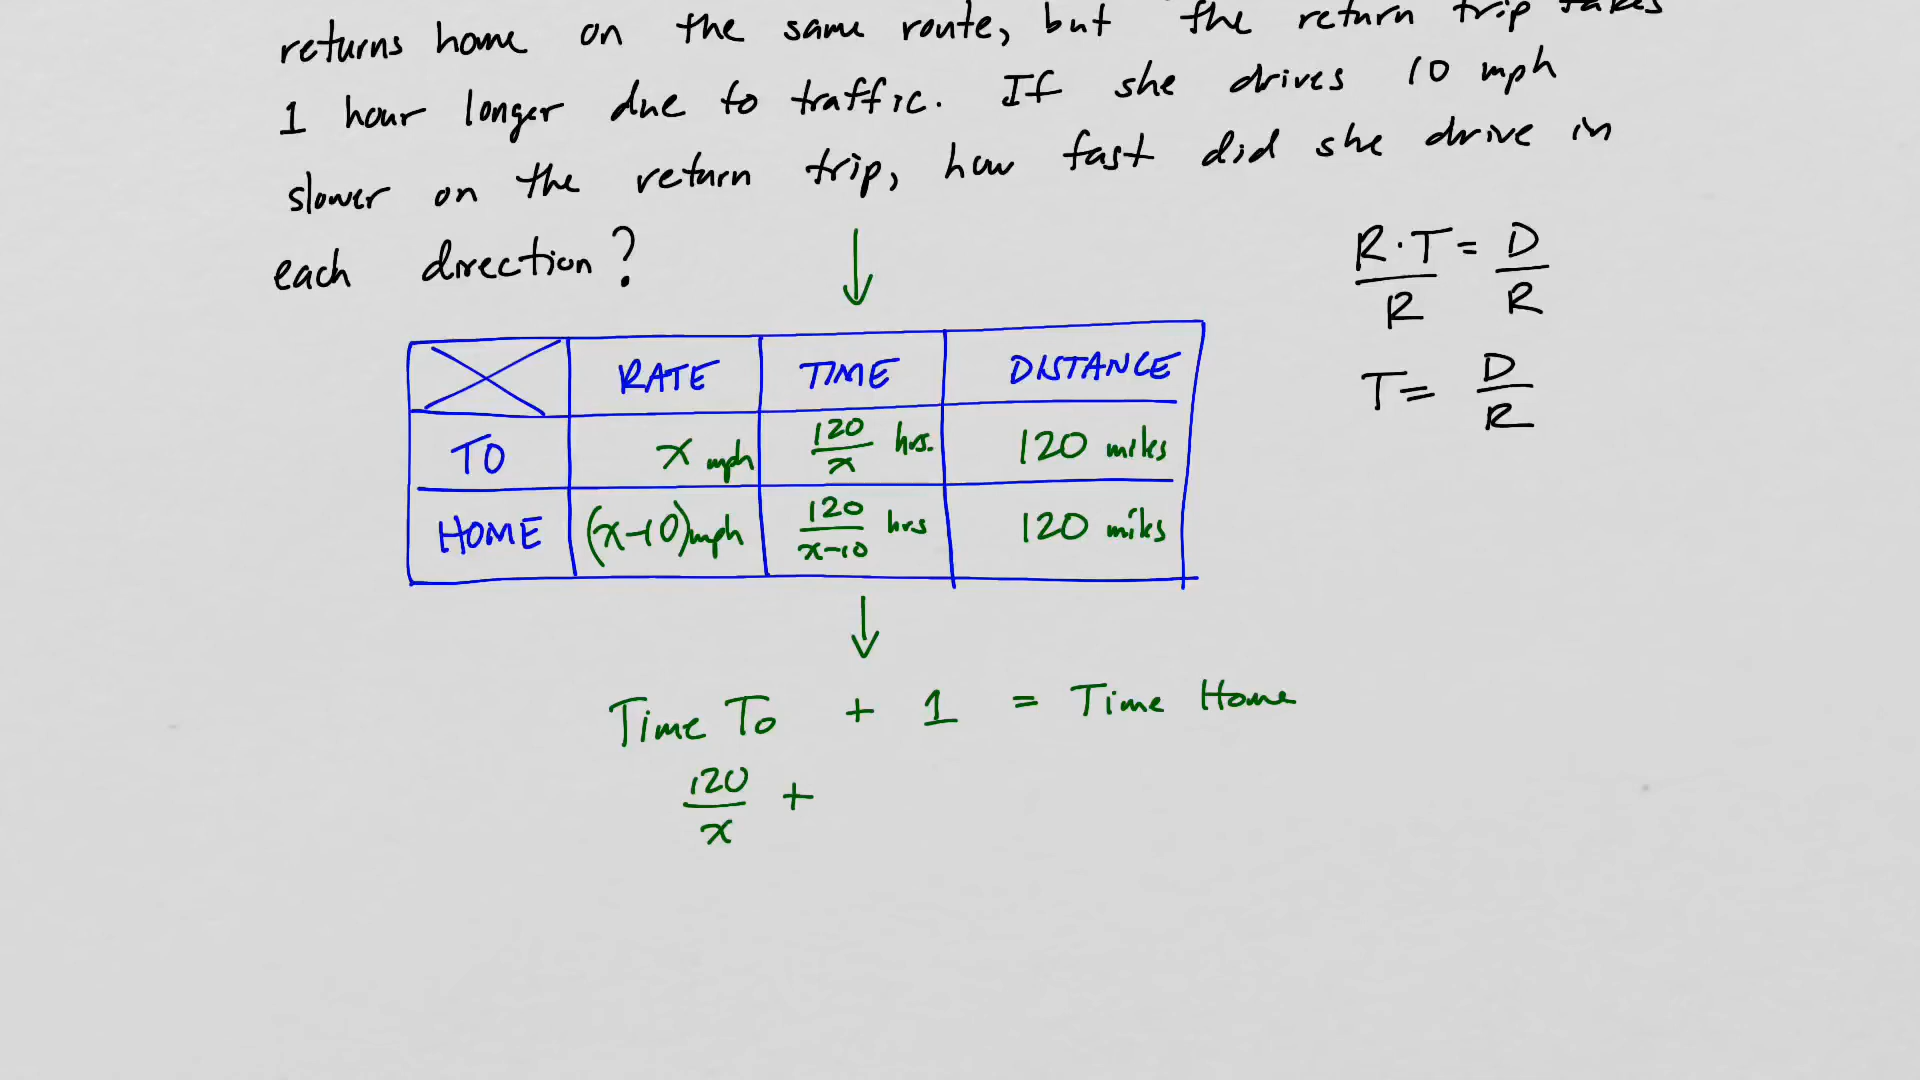 returns home on the same route, but the return trip takes
1 hour longer due to traffic. If she drives 10 mph
slower on the return trip, how fast did she drive in
each direction?
R·T = D
R R
T = D/R
RATE TIME DISTANCE
TO x mph 120/x hrs. 120 miles
HOME (x-10)mph 120/x-10 hrs 120 miles
Time To + 1 = Time Home
120/x +